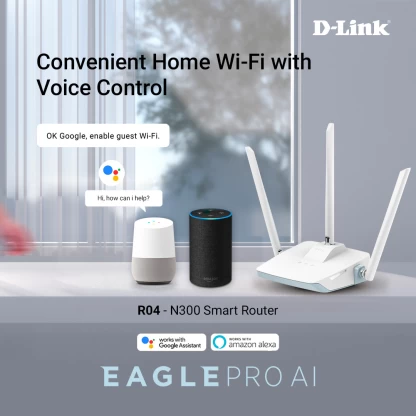 D-Link
Convenient Home Wi-Fi with
Voice Control
OK Google, enable guest Wi-Fi.
Hi, how can i help?
R04 - N300 Smart Router
works with
Google Assistant
WORKS WITH
amazon alexa
EAGLE PRO AI